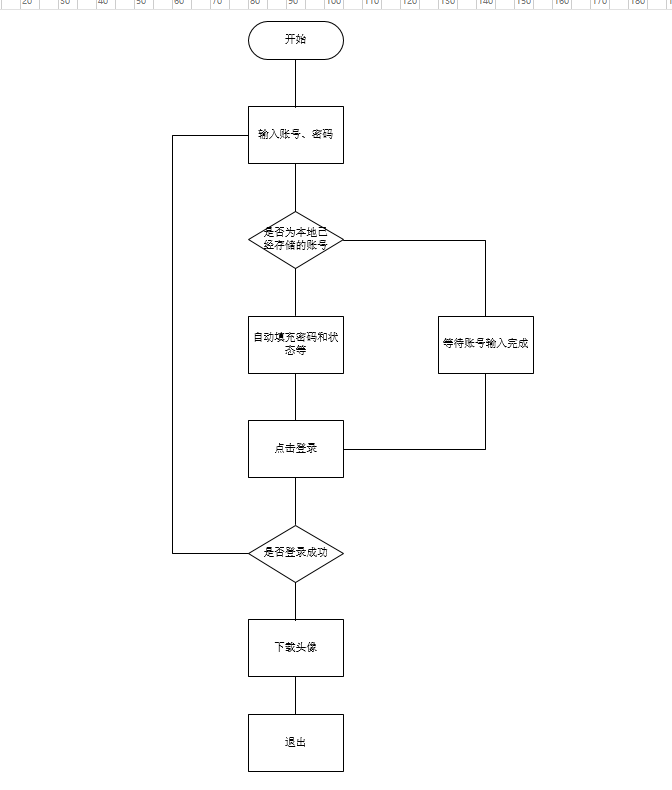 20 30 40 50 60 70 80 90 100 110 120 130 140 150 160 170 180
开始
输入账号、密码
是否为本地已
经存储的账号
自动填充密码和状
态等
等待账号输入完成
点击登录
是否登录成功
下载头像
退出